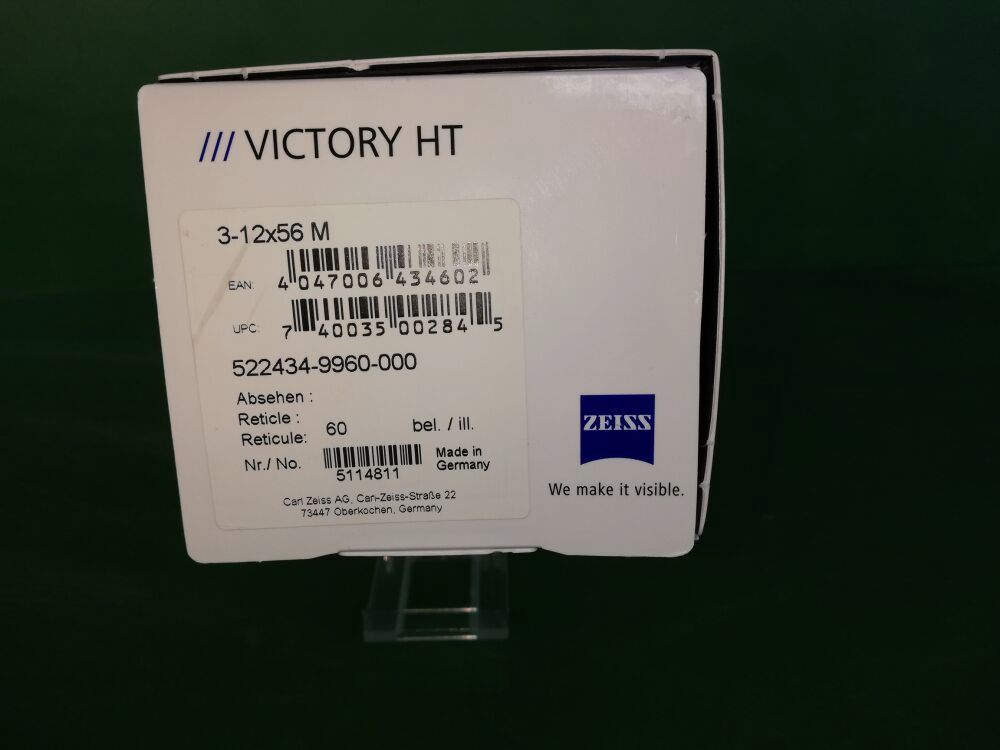 /// VICTORY HT
3-12x56 M
EAN: 4 047006 434602
UPC: 7 40035 00284 5
522434-9960-000
Absehen :
Reticle :
Reticule: 60 bel. / ill.
Nr./ No. 5114811 Made in Germany
Carl Zeiss AG, Carl-Zeiss-Straße 22
73447 Oberkochen, Germany
ZEISS
We make it visible.